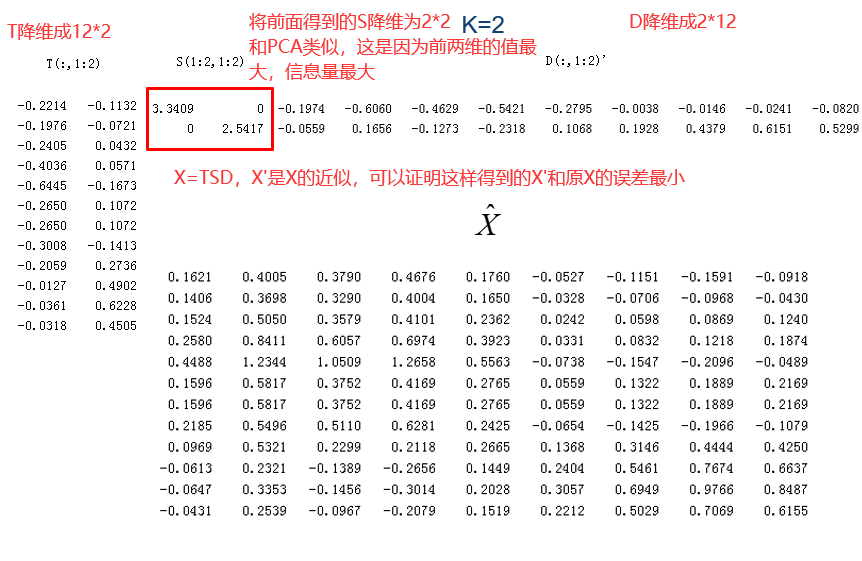 T降维成12*2
将前面得到的S降维为2*2
和PCA类似，这是因为前两维的值最
大，信息量最大
K=2
D降维成2*12
T(:,1:2)
S(1:2,1:2)
D(:,1:2)'
-0.2214 -0.1132
-0.1976 -0.0721
-0.2405 0.0432
-0.4036 0.0571
-0.6445 -0.1673
-0.2650 0.1072
-0.2650 0.1072
-0.3008 -0.1413
-0.2059 0.2736
-0.0127 0.4902
-0.0361 0.6228
-0.0318 0.4505
3.3409 0
0 2.5417
-0.1974 -0.6060 -0.4629 -0.5421 -0.2795 -0.0038 -0.0146 -0.0241 -0.0820
-0.0559 0.1656 -0.1273 -0.2318 0.1068 0.1928 0.4379 0.6151 0.5299
X=TSD，X'是X的近似，可以证明这样得到的X'和原X的误差最小
X̂
0.1621 0.4005 0.3790 0.4676 0.1760 -0.0527 -0.1151 -0.1591 -0.0918
0.1406 0.3698 0.3290 0.4004 0.1650 -0.0328 -0.0706 -0.0968 -0.0430
0.1524 0.5050 0.3579 0.4101 0.2362 0.0242 0.0598 0.0869 0.1240
0.2580 0.8411 0.6057 0.6974 0.3923 0.0331 0.0832 0.1218 0.1874
0.4488 1.2344 1.0509 1.2658 0.5563 -0.0738 -0.1547 -0.2096 -0.0489
0.1596 0.5817 0.3752 0.4169 0.2765 0.0559 0.1322 0.1889 0.2169
0.1596 0.5817 0.3752 0.4169 0.2765 0.0559 0.1322 0.1889 0.2169
0.2185 0.5496 0.5110 0.6281 0.2425 -0.0654 -0.1425 -0.1966 -0.1079
0.0969 0.5321 0.2299 0.2118 0.2665 0.1368 0.3146 0.4444 0.4250
-0.0613 0.2321 -0.1389 -0.2656 0.1449 0.2404 0.5461 0.7674 0.6637
-0.0647 0.3353 -0.1456 -0.3014 0.2028 0.3057 0.6949 0.9766 0.8487
-0.0431 0.2539 -0.0967 -0.2079 0.1519 0.2212 0.5029 0.7069 0.6155